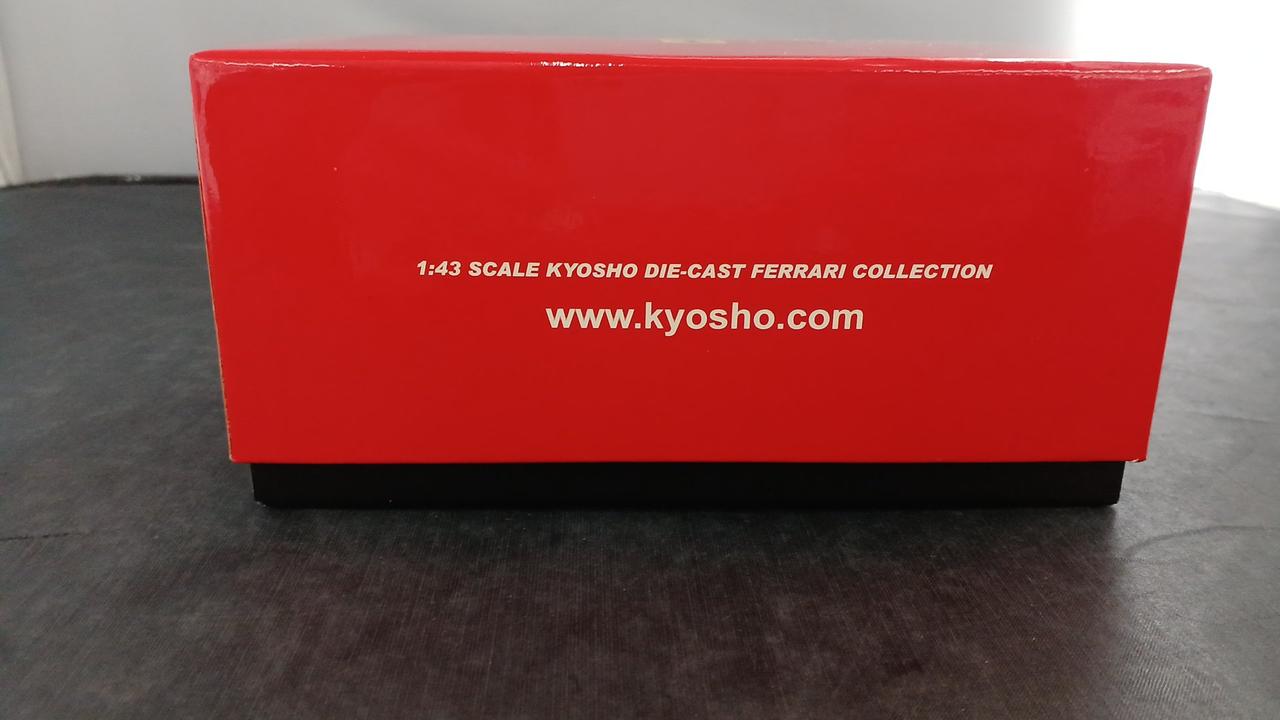 1:43 SCALE KYOSHO DIE-CAST FERRARI COLLECTION
www.kyosho.com